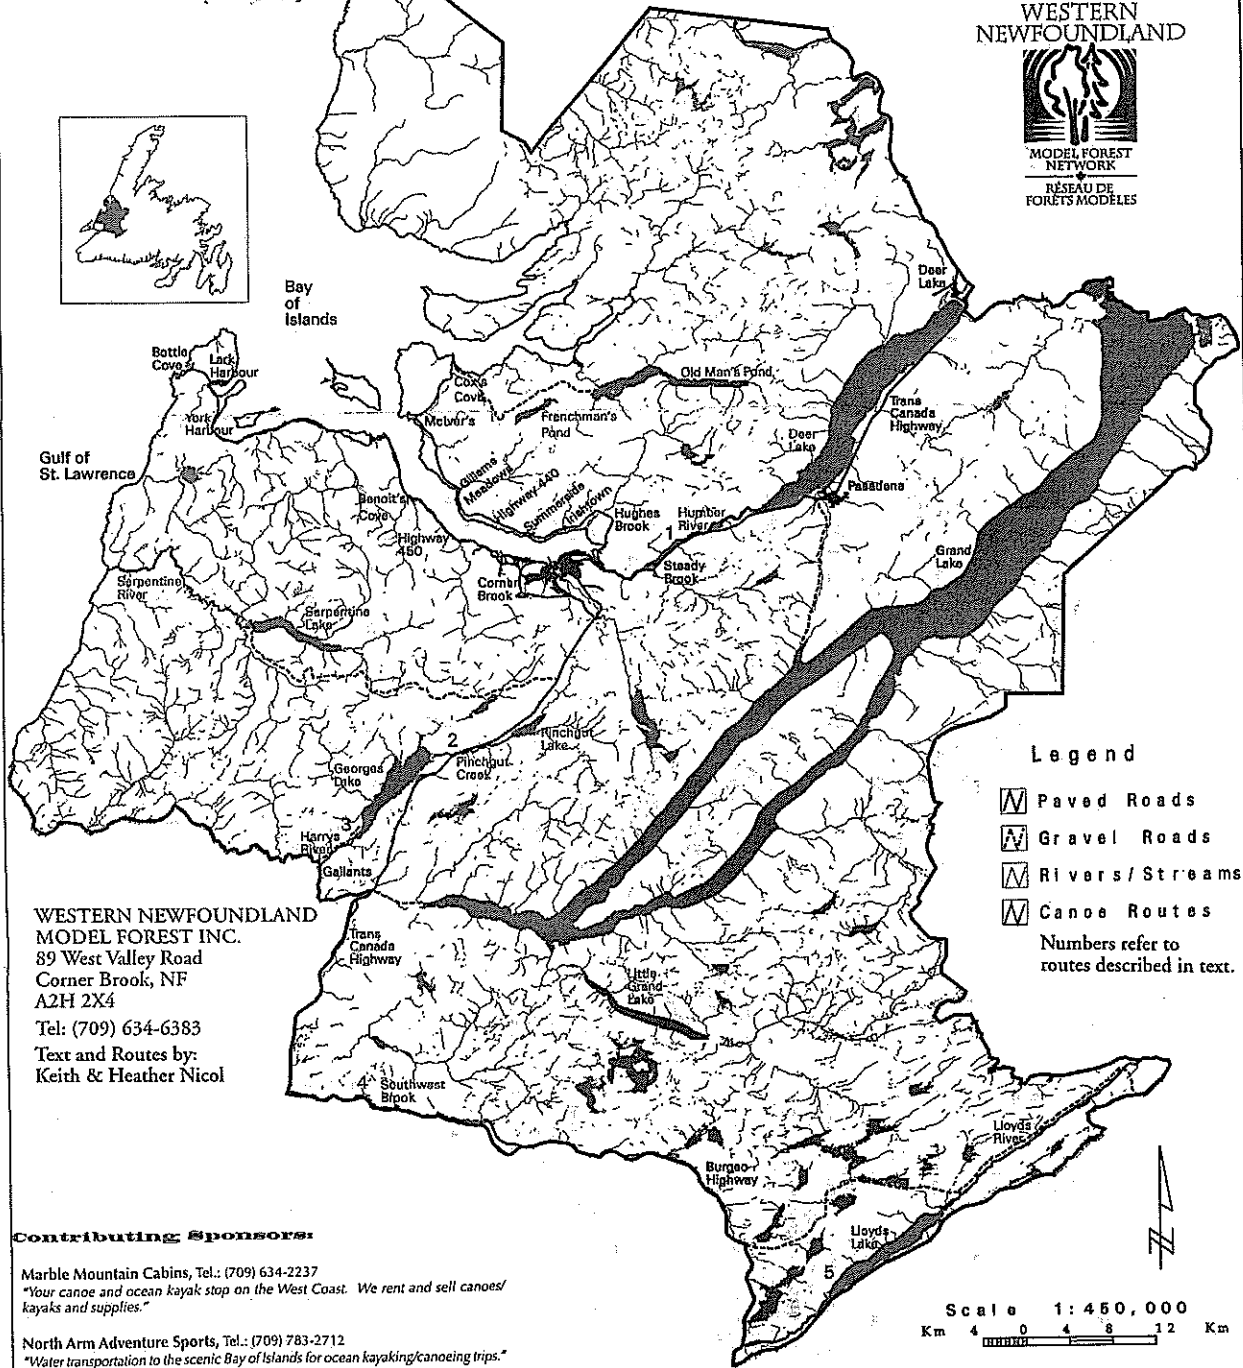 WESTERN
NEWFOUNDLAND
MODEL FOREST
NETWORK
RÉSEAU DE
FORÊTS MODÈLES
Bay
of
Islands
Deer
Lake
Bottle
Cove
Lark
Harbour
York
Harbour
Gulf of
St. Lawrence
Cox's
Cove
McIver's
Old Man's Pond
Frenchman's
Pond
Trans
Canada
Highway
Deer
Lake
Pasadena
Gillams
Meadows
Highway 440
Summerside
Irishtown
Hughes
Brook
Humber
River
1
Benoit's
Cove
Highway
450
Corner
Brook
Steady
Brook
Grand
Lake
Serpentine
River
Serpentine
Lake
2
Pinchgut
Lake
Pinchgut
Creek
Georges
Lake
3
Harrys
River
Gallants
Trans
Canada
Highway
Little
Grand
Lake
4
Southwest
Brook
Burgeo
Highway
Lloyds
River
Lloyds
Lake
5
Legend
Paved Roads
Gravel Roads
Rivers/Streams
Canoe Routes
Numbers refer to
routes described in text.
WESTERN NEWFOUNDLAND
MODEL FOREST INC.
89 West Valley Road
Corner Brook, NF
A2H 2X4
Tel: (709) 634-6383
Text and Routes by:
Keith & Heather Nicol
Contributing Sponsors:
Marble Mountain Cabins, Tel.: (709) 634-2237
"Your canoe and ocean kayak stop on the West Coast. We rent and sell canoes/
kayaks and supplies."
North Arm Adventure Sports, Tel.: (709) 783-2712
"Water transportation to the scenic Bay of Islands for ocean kayaking/canoeing trips."
Scale 1:450,000
Km 4 0 4 8 12 Km
N